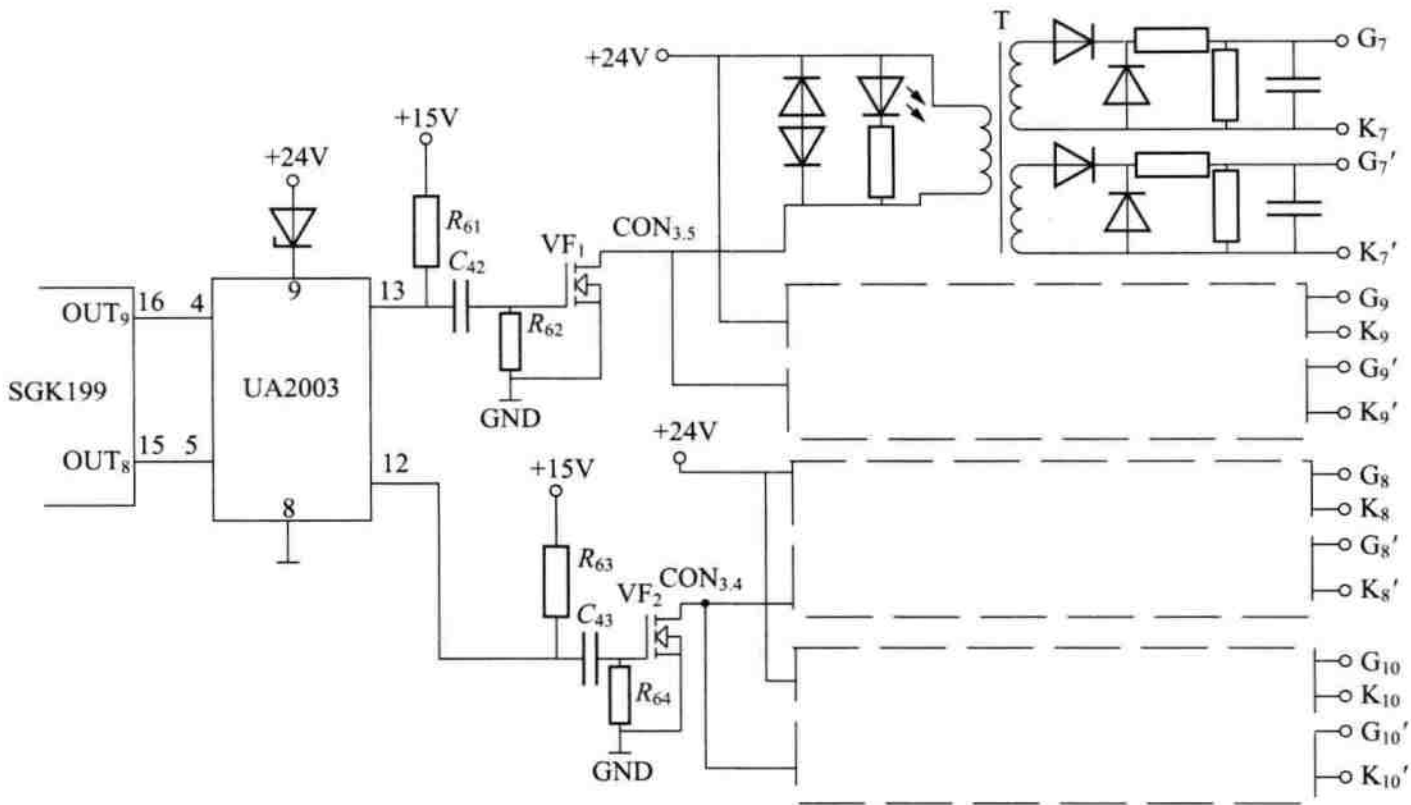 T
+24V
G₇
K₇
G₇′
K₇′
+15V
+24V
R₆₁
C₄₂
VF₁
CON₃.₅
R₆₂
GND
9
13
OUT₉ 16 4
SGK199
UA2003
OUT₈ 15 5
12
8
G₉
K₉
G₉′
K₉′
+24V
+15V
R₆₃
C₄₃
VF₂
CON₃.₄
R₆₄
GND
G₈
K₈
G₈′
K₈′
G₁₀
K₁₀
G₁₀′
K₁₀′